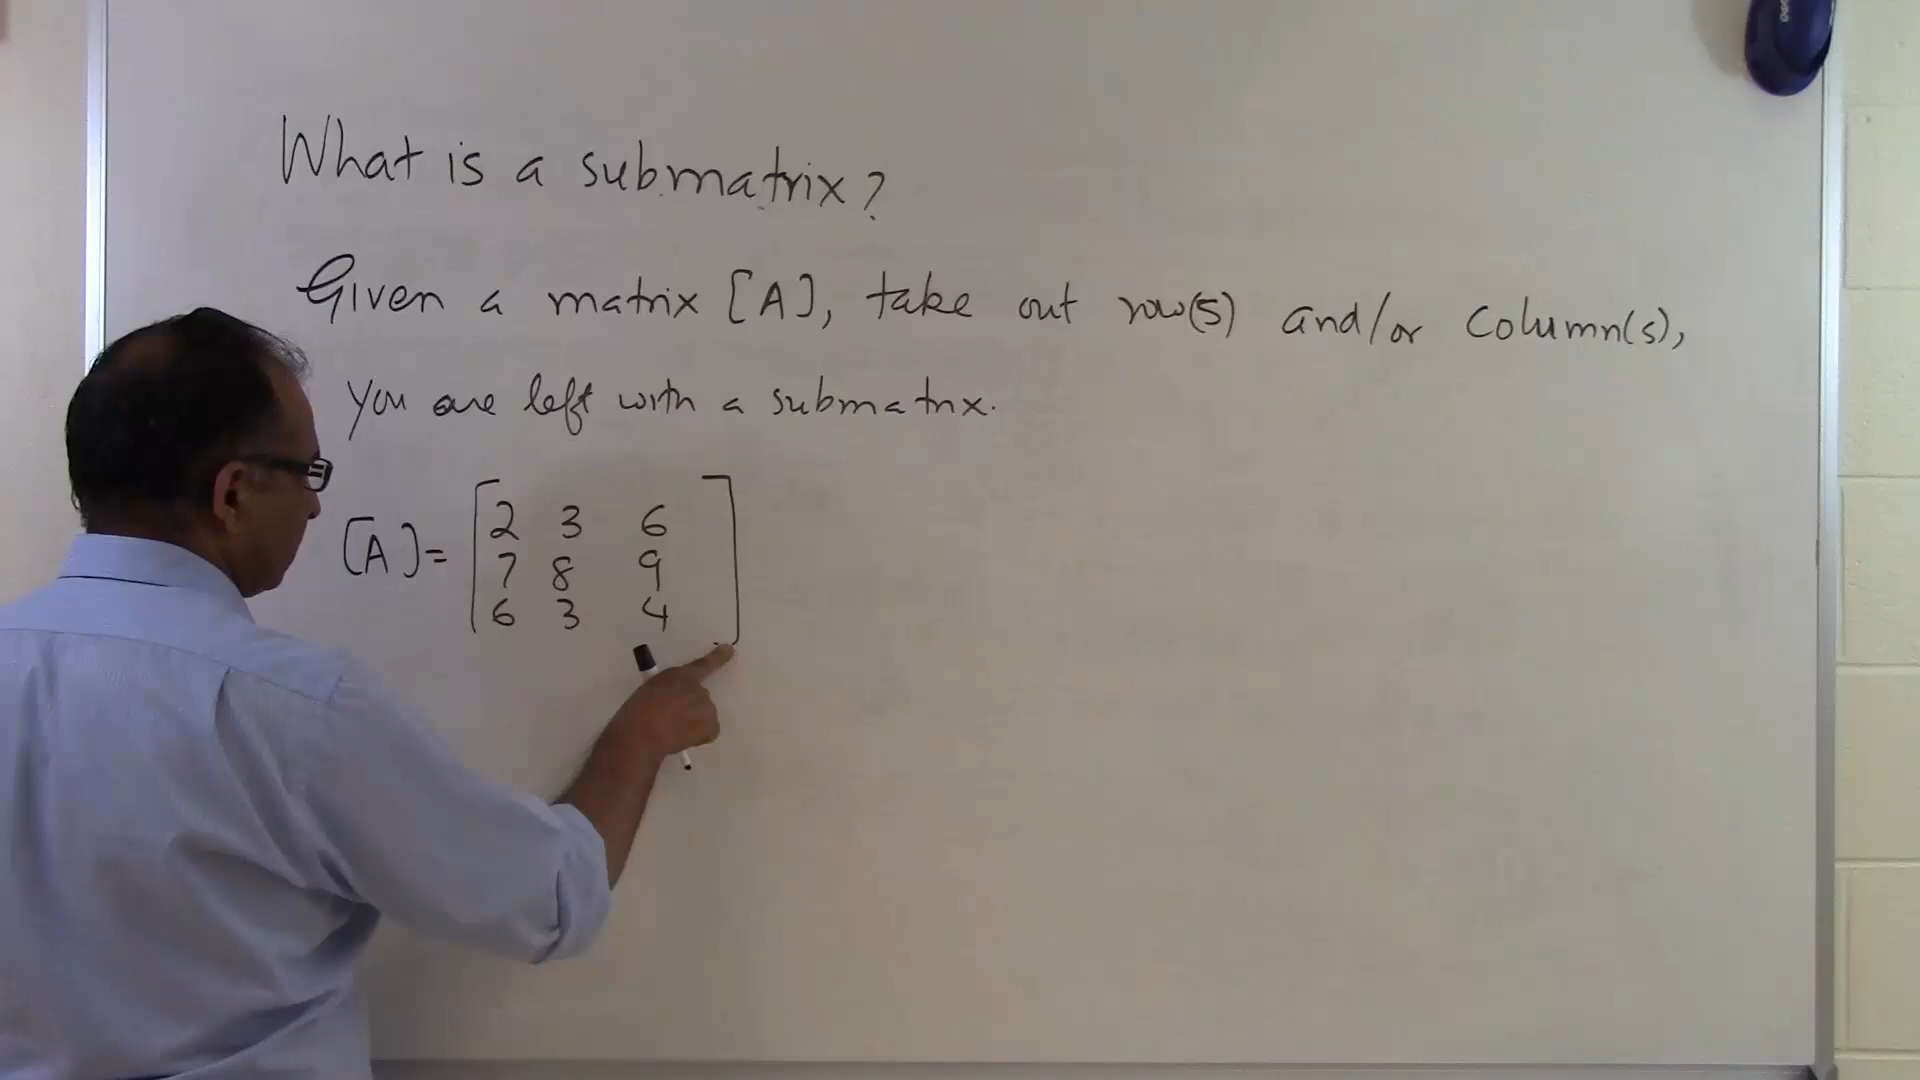 What is a submatrix?
Given a matrix [A], take out row(s) and/or column(s),
you are left with a submatrix.
[A] = [2 3 6
7 8 9
6 3 4]